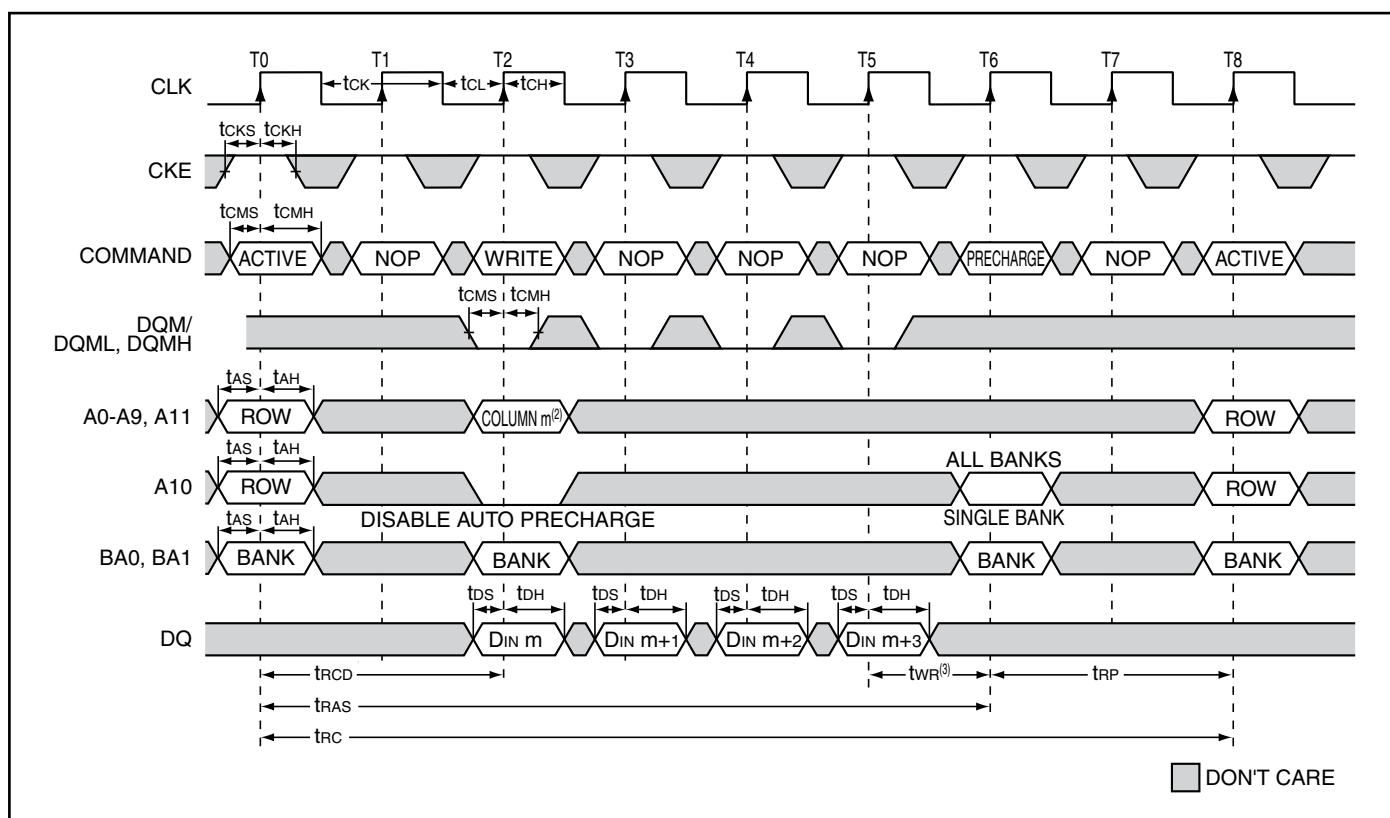 T0 T1 T2 T3 T4 T5 T6 T7 T8
CLK
tCK tCL tCH
tCKS tCKH
CKE
tCMS tCMH
COMMAND ACTIVE NOP WRITE NOP NOP NOP PRECHARGE NOP ACTIVE
tCMS tCMH
DQM/
DQML, DQMH
tAS tAH
A0-A9, A11 ROW COLUMN m(2) ROW
tAS tAH
ALL BANKS
A10 ROW ROW
DISABLE AUTO PRECHARGE
SINGLE BANK
tAS tAH
BA0, BA1 BANK BANK BANK BANK
tDS tDH tDS tDH tDS tDH tDS tDH
DQ DIN m DIN m+1 DIN m+2 DIN m+3
tRCD tWR(3) tRP
tRAS
tRC
DON'T CARE